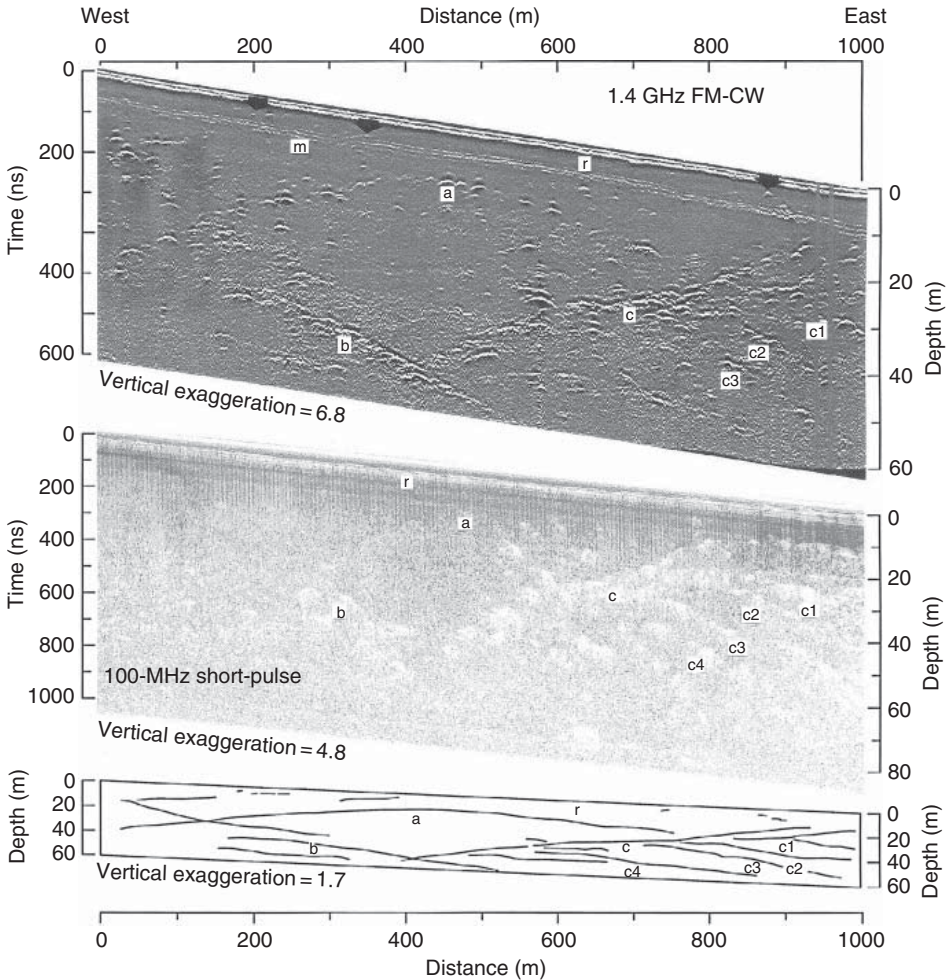 West
Distance (m)
East
0 200 400 600 800 1000
1.4 GHz FM-CW
Time (ns)
0
200
400
600
m
r
a
c
b
c1
c2
c3
Depth (m)
0
20
40
60
Vertical exaggeration = 6.8
Time (ns)
0
200
400
600
800
1000
r
a
c
b
c1
c2
c3
c4
100-MHz short-pulse
Depth (m)
0
20
40
60
80
Vertical exaggeration = 4.8
Depth (m)
0
20
40
60
r
a
b
c
c1
c4
c3
c2
Depth (m)
0
20
40
60
Vertical exaggeration = 1.7
0 200 400 600 800 1000
Distance (m)